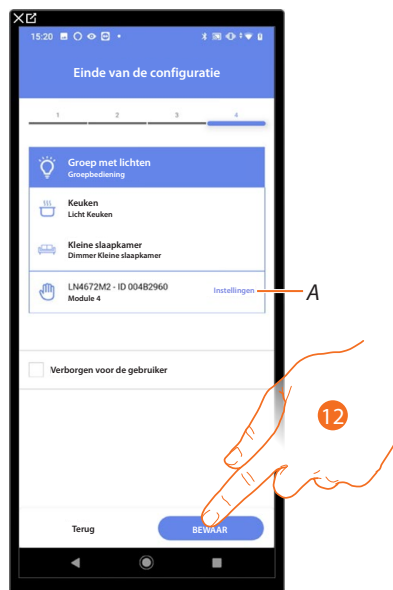 15:20
Einde van de configuratie
1 2 3 4
Groep met lichten
Groepbediening
Keuken
Licht Keuken
Kleine slaapkamer
Dimmer Kleine slaapkamer
LN4672M2 - ID 004B2960
Module 4
Instellingen
A
Verborgen voor de gebruiker
12
Terug
BEWAAR